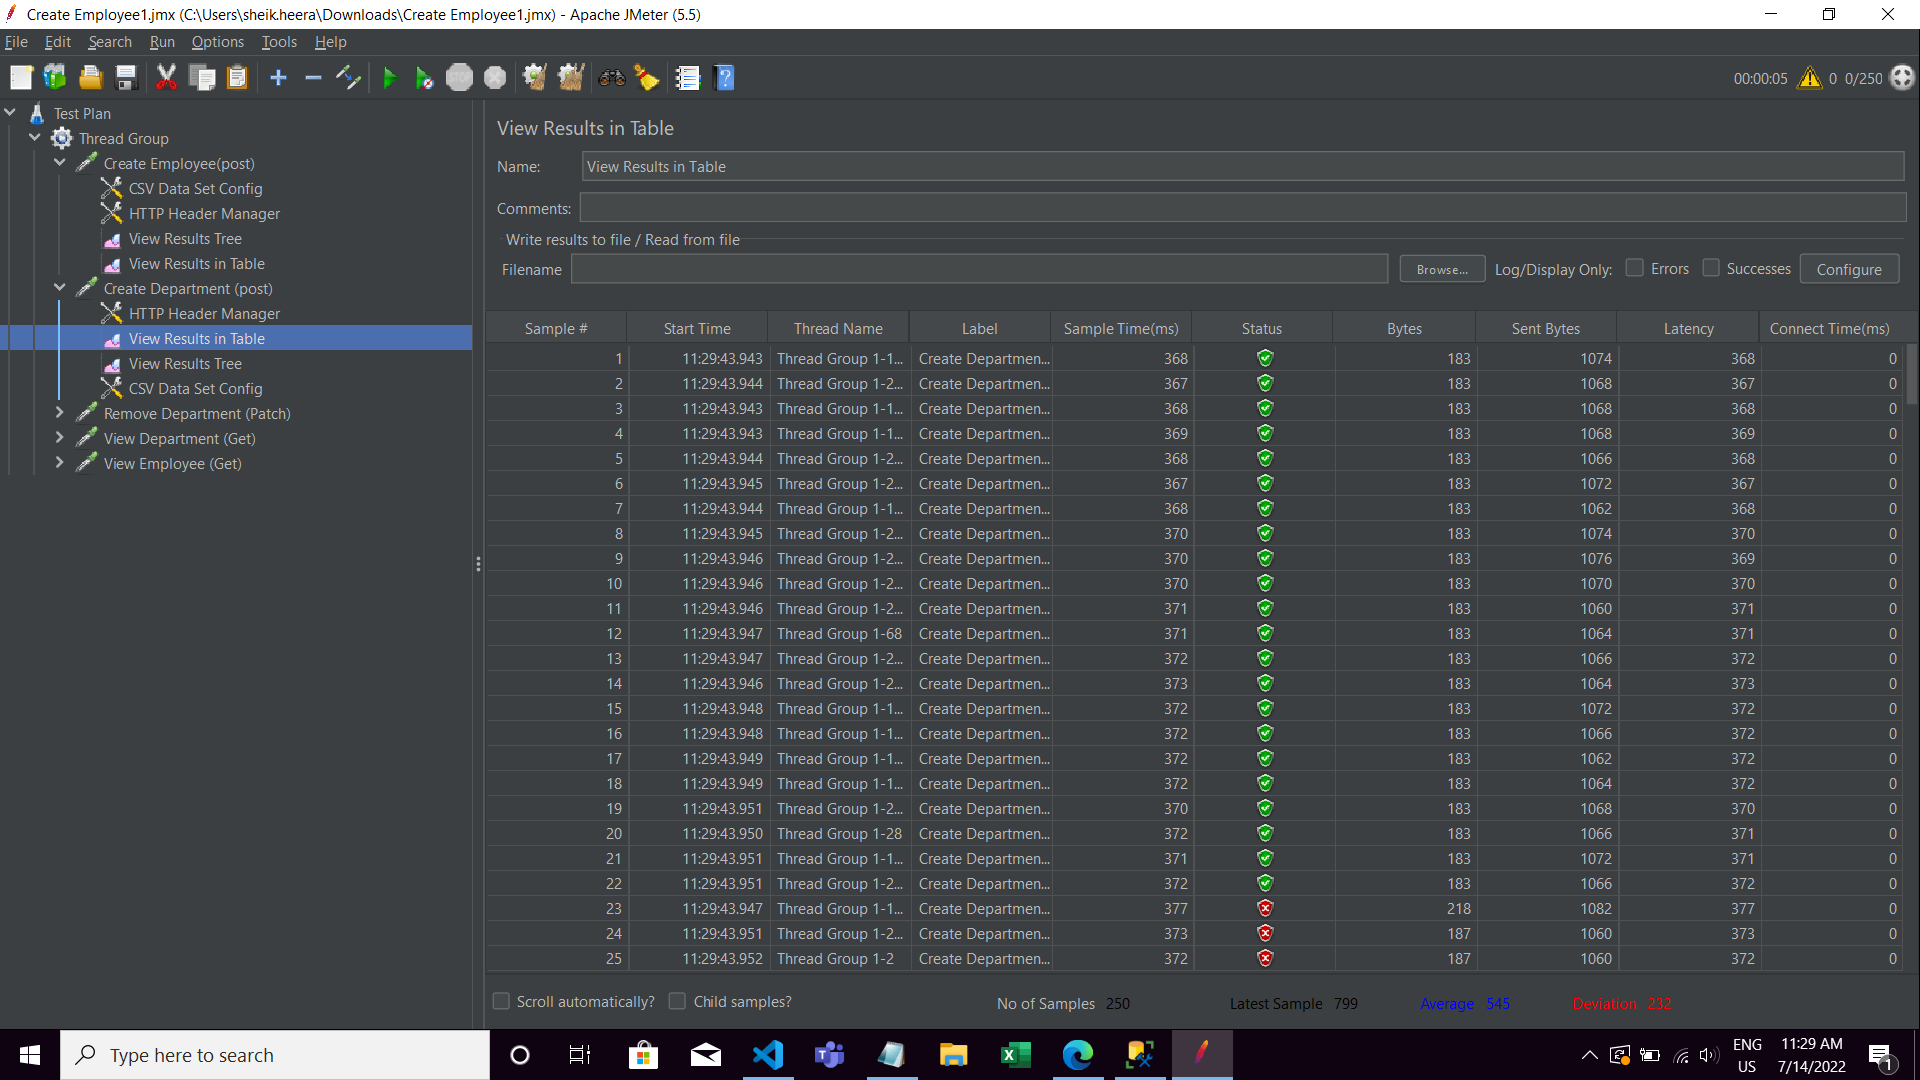 Create Employee1.jmx (C:\Users\sheik.heera\Downloads\Create Employee1.jmx) - Apache JMeter (5.5)
File Edit Search Run Options Tools Help
STOP 00:00:05 0 0/250
Test Plan
Thread Group
Create Employee(post)
CSV Data Set Config
HTTP Header Manager
View Results Tree
View Results in Table
Create Department (post)
HTTP Header Manager
View Results in Table
View Results Tree
CSV Data Set Config
Remove Department (Patch)
View Department (Get)
View Employee (Get)
View Results in Table
Name: View Results in Table
Comments:
Write results to file / Read from file
Filename Browse... Log/Display Only: Errors Successes Configure
Sample # Start Time Thread Name Label Sample Time(ms) Status Bytes Sent Bytes Latency Connect Time(ms)
1 11:29:43.943 Thread Group 1-1... Create Departmen... 368 183 1074 368 0
2 11:29:43.944 Thread Group 1-2... Create Departmen... 367 183 1068 367 0
3 11:29:43.943 Thread Group 1-1... Create Departmen... 368 183 1068 368 0
4 11:29:43.943 Thread Group 1-1... Create Departmen... 369 183 1068 369 0
5 11:29:43.944 Thread Group 1-2... Create Departmen... 368 183 1066 368 0
6 11:29:43.945 Thread Group 1-2... Create Departmen... 367 183 1072 367 0
7 11:29:43.944 Thread Group 1-1... Create Departmen... 368 183 1062 368 0
8 11:29:43.945 Thread Group 1-2... Create Departmen... 370 183 1074 370 0
9 11:29:43.946 Thread Group 1-2... Create Departmen... 370 183 1076 369 0
10 11:29:43.946 Thread Group 1-2... Create Departmen... 370 183 1070 370 0
11 11:29:43.946 Thread Group 1-2... Create Departmen... 371 183 1060 371 0
12 11:29:43.947 Thread Group 1-68 Create Departmen... 371 183 1064 371 0
13 11:29:43.947 Thread Group 1-2... Create Departmen... 372 183 1066 372 0
14 11:29:43.946 Thread Group 1-2... Create Departmen... 373 183 1064 373 0
15 11:29:43.948 Thread Group 1-1... Create Departmen... 372 183 1072 372 0
16 11:29:43.948 Thread Group 1-1... Create Departmen... 372 183 1066 372 0
17 11:29:43.949 Thread Group 1-1... Create Departmen... 372 183 1062 372 0
18 11:29:43.949 Thread Group 1-1... Create Departmen... 372 183 1064 372 0
19 11:29:43.951 Thread Group 1-2... Create Departmen... 370 183 1068 370 0
20 11:29:43.950 Thread Group 1-28 Create Departmen... 372 183 1066 371 0
21 11:29:43.951 Thread Group 1-1... Create Departmen... 371 183 1072 371 0
22 11:29:43.951 Thread Group 1-2... Create Departmen... 372 183 1066 372 0
23 11:29:43.947 Thread Group 1-1... Create Departmen... 377 218 1082 377 0
24 11:29:43.951 Thread Group 1-2... Create Departmen... 373 187 1060 373 0
25 11:29:43.952 Thread Group 1-2 Create Departmen... 372 187 1060 372 0
Scroll automatically? Child samples? No of Samples 250 Latest Sample 799 Average 545 Deviation 232
Type here to search
ENG 11:29 AM
US 7/14/2022 1